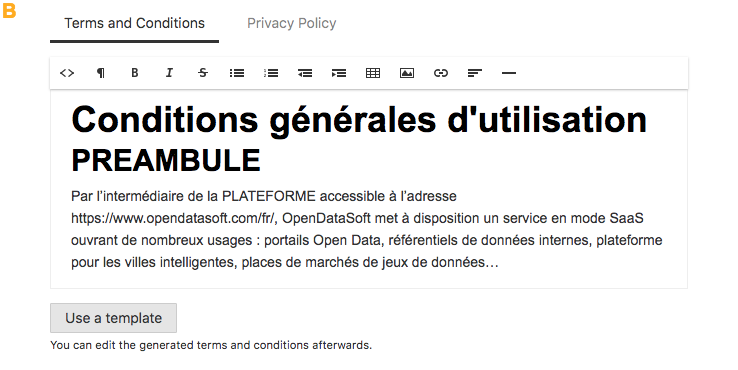 B
Terms and Conditions Privacy Policy
Conditions générales d'utilisation
PREAMBULE
Par l’intermédiaire de la PLATEFORME accessible à l’adresse
https://www.opendatasoft.com/fr/, OpenDataSoft met à disposition un service en mode SaaS
ouvrant de nombreux usages : portails Open Data, référentiels de données internes, plateforme
pour les villes intelligentes, places de marchés de jeux de données…
Use a template
You can edit the generated terms and conditions afterwards.